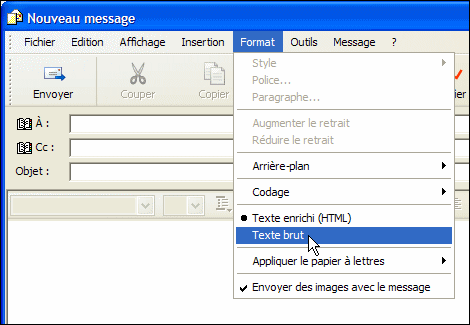 Nouveau message
Fichier Edition Affichage Insertion Format Outils Message ?
Envoyer Couper Copier
À :
Cc :
Objet :
Style
Police...
Paragraphe...
Augmenter le retrait
Réduire le retrait
Arrière-plan
Codage
Texte enrichi (HTML)
Texte brut
Appliquer le papier à lettres
Envoyer des images avec le message